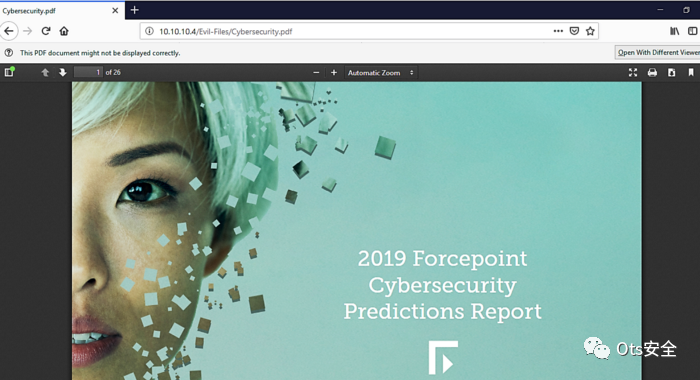 Cybersecurity.pdf
10.10.10.4/Evil-Files/Cybersecurity.pdf
This PDF document might not be displayed correctly.
Open With Different Viewer
1 of 26
Automatic Zoom
2019 Forcepoint
Cybersecurity
Predictions Report
Ots安全